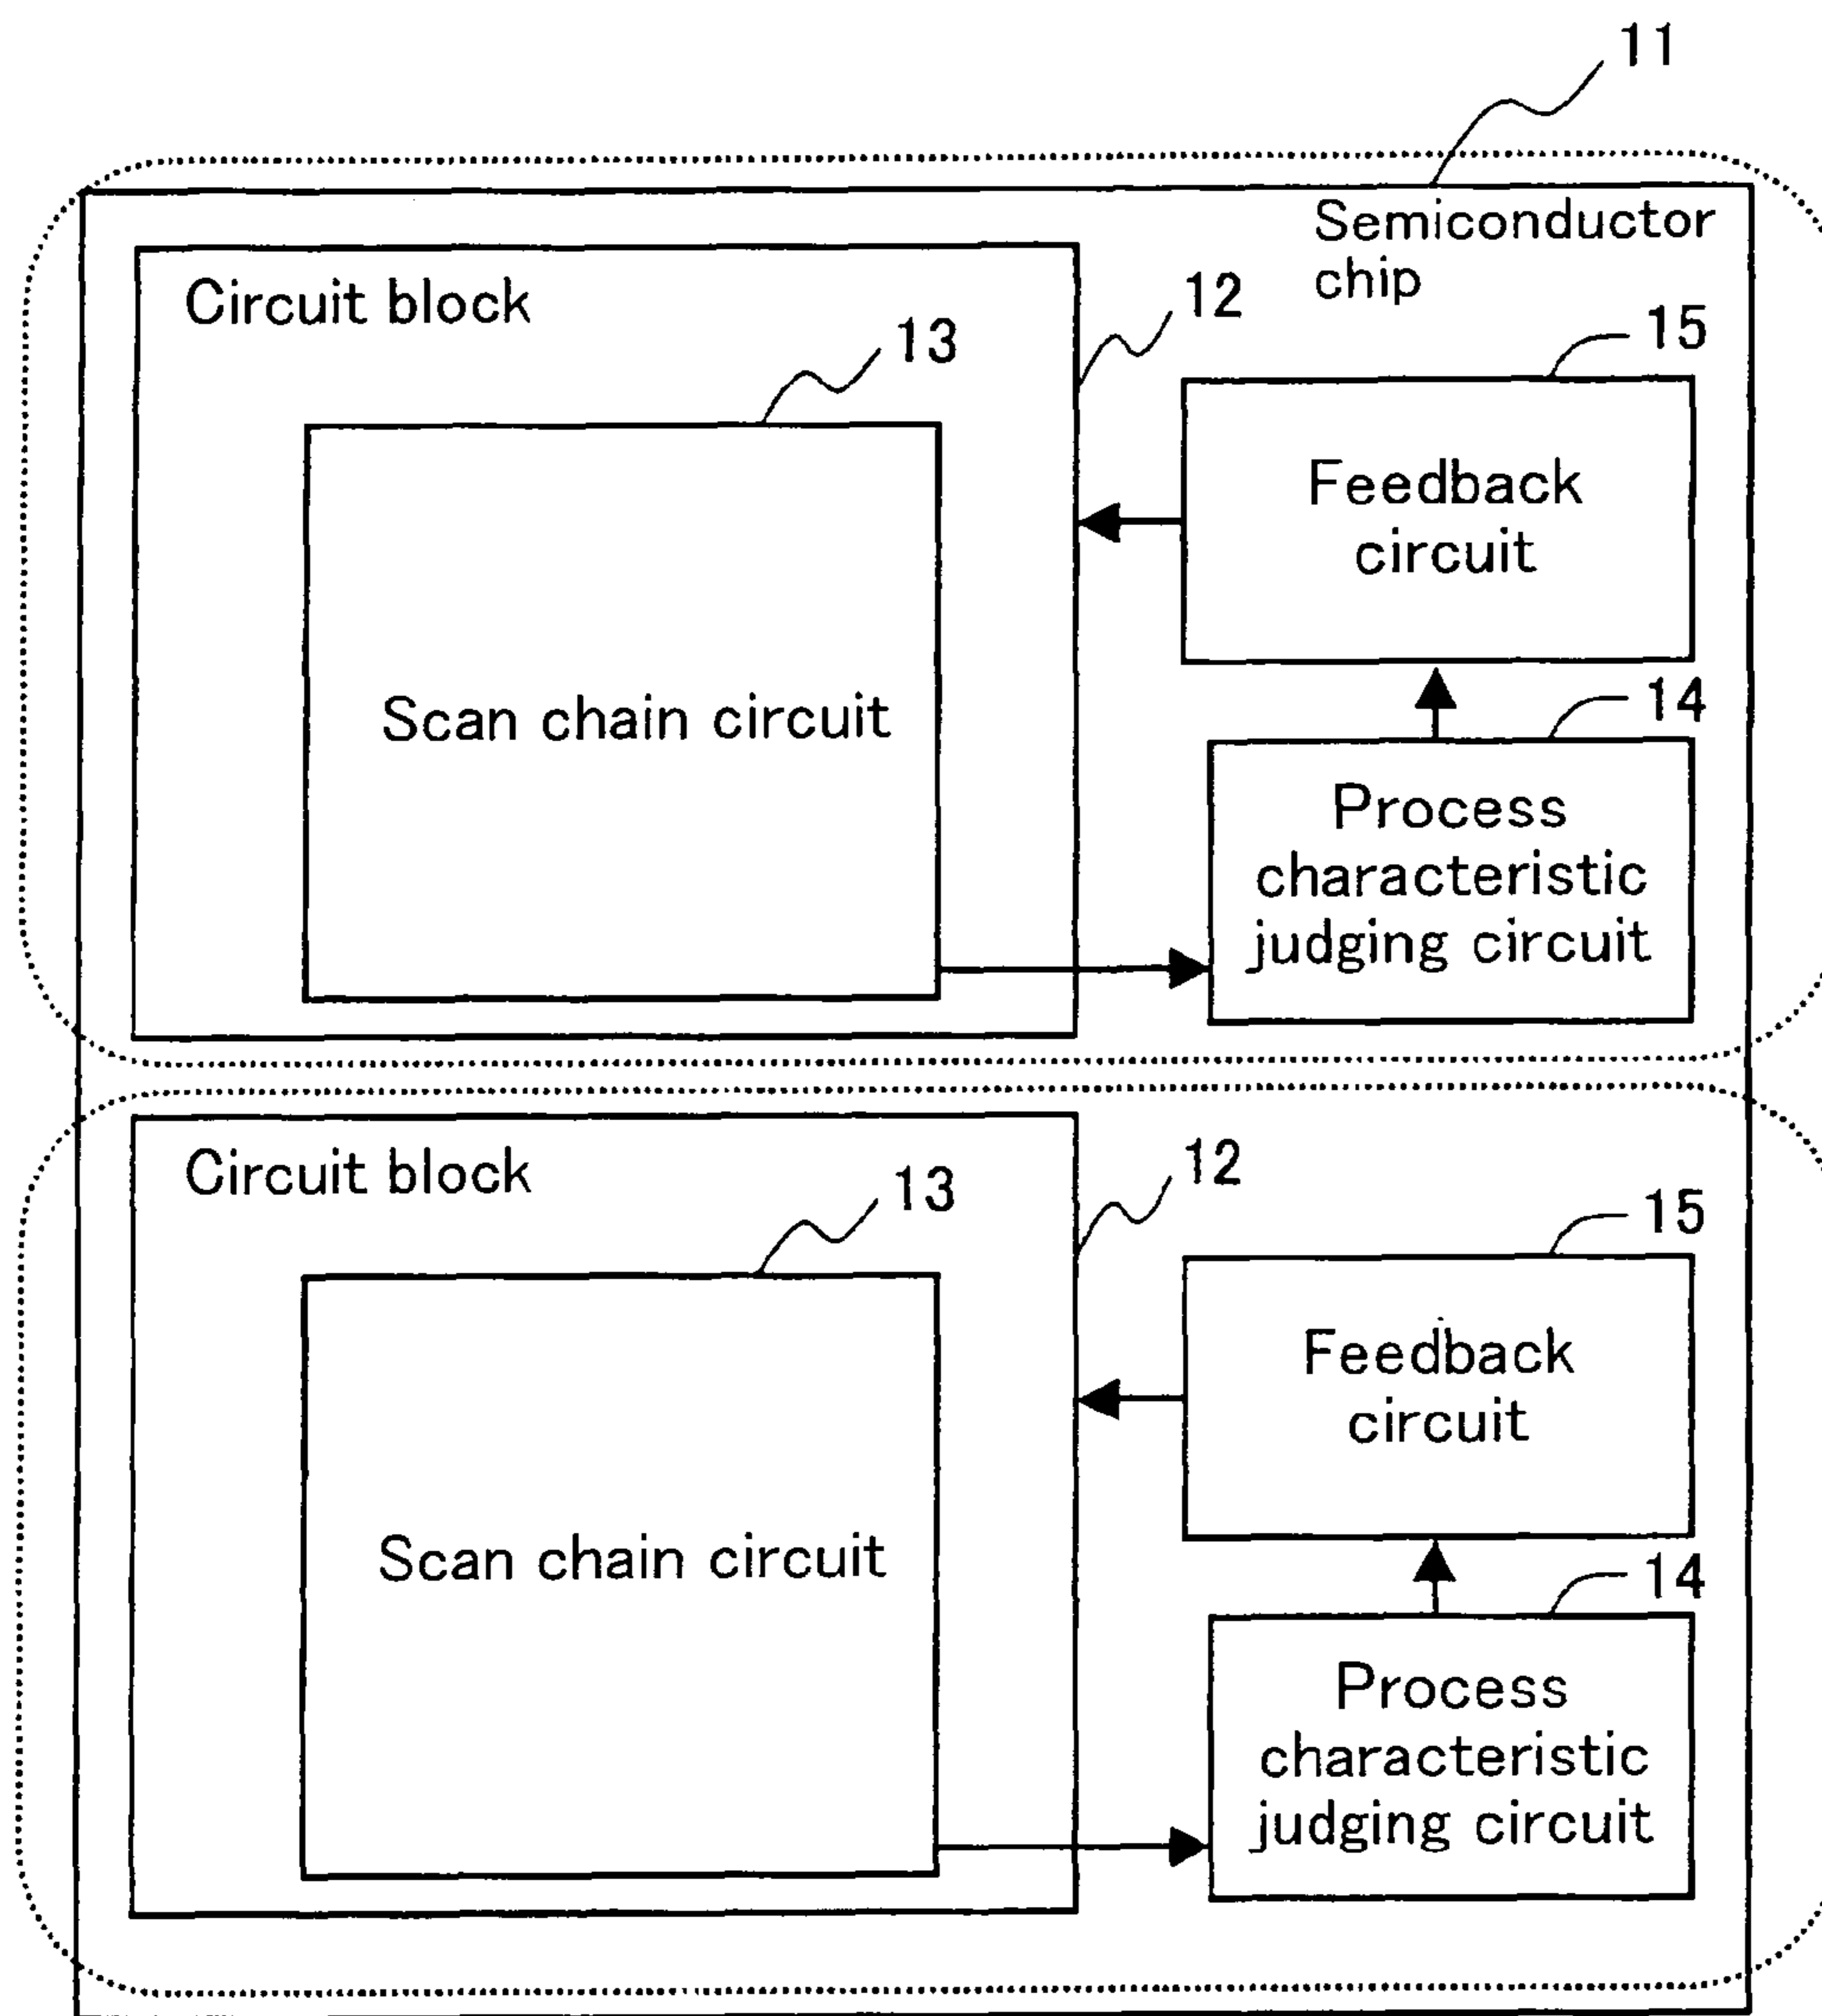 11
Semiconductor
chip
Circuit block
12
13
15
Feedback
circuit
Scan chain circuit
14
Process
characteristic
judging circuit
Circuit block
12
13
15
Feedback
circuit
Scan chain circuit
14
Process
characteristic
judging circuit